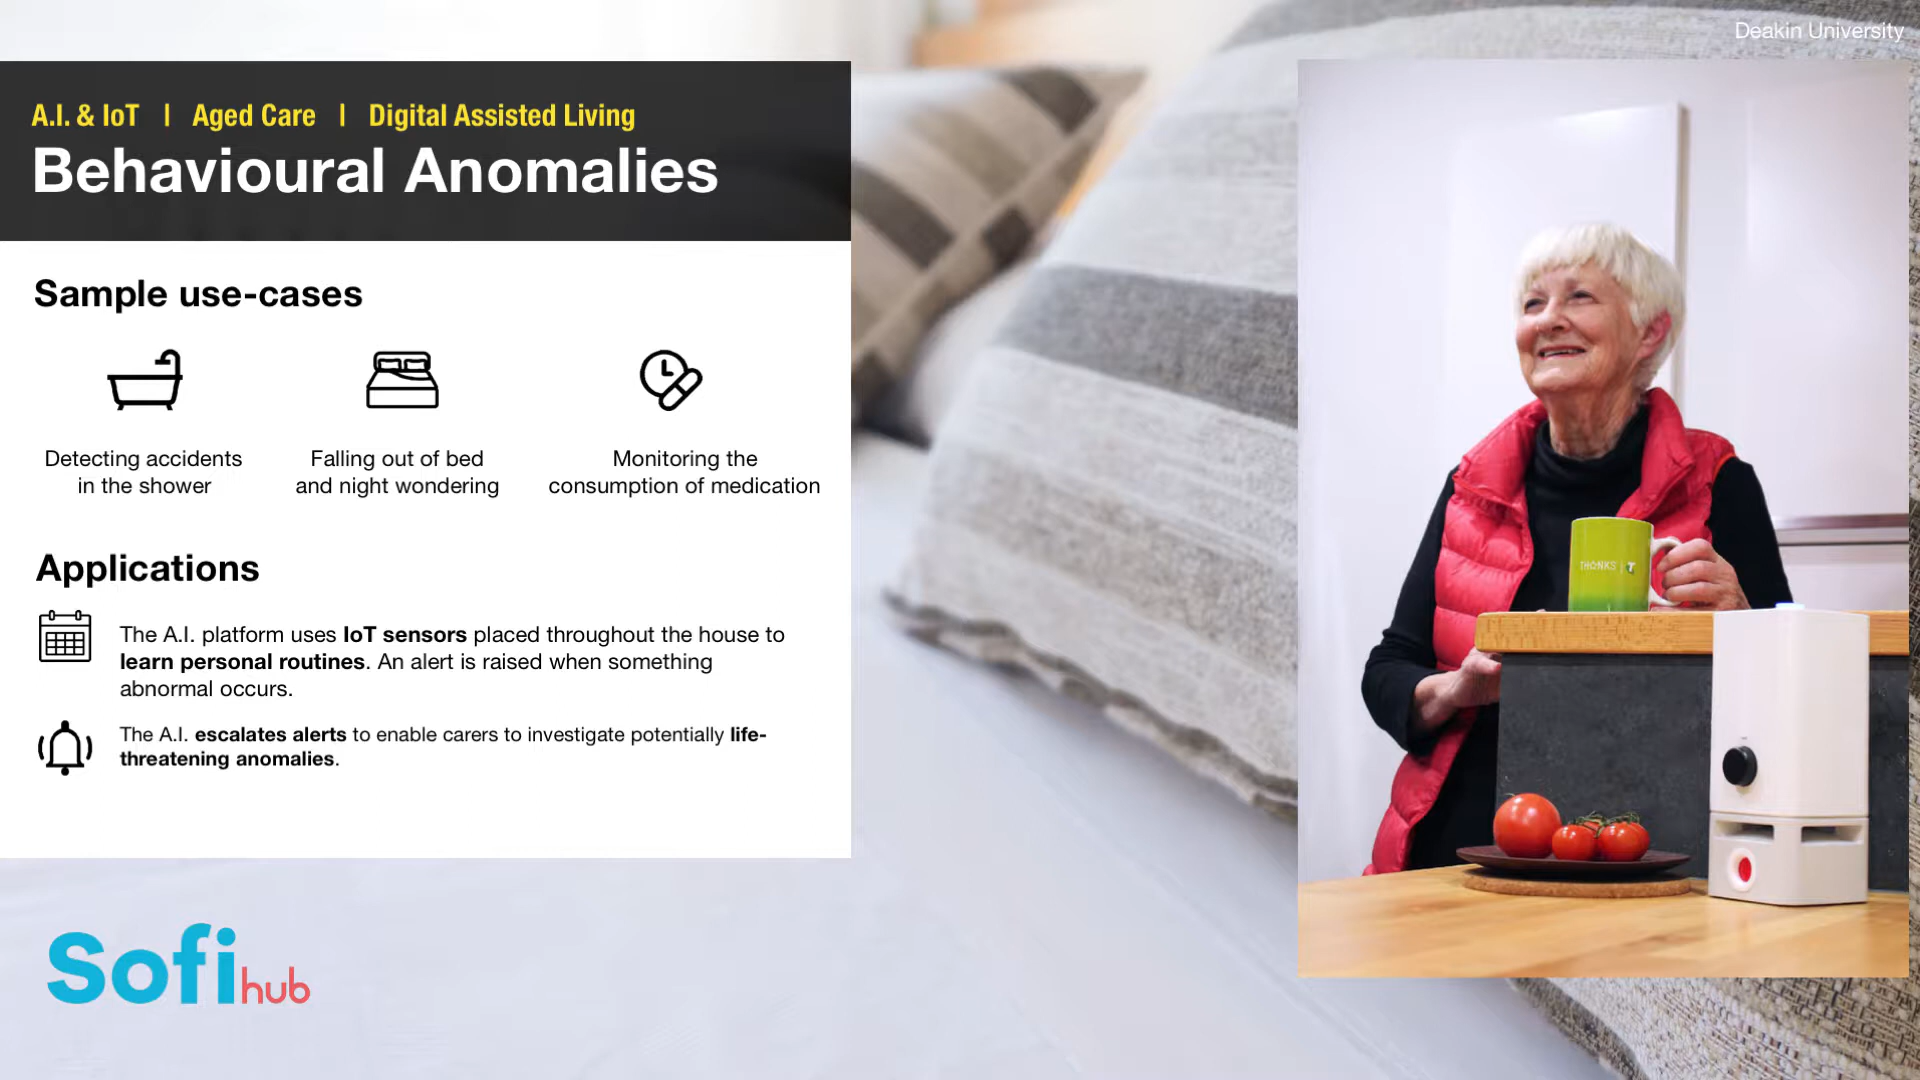 Deakin University
A.I. & IoT | Aged Care | Digital Assisted Living
Behavioural Anomalies
Sample use-cases
Detecting accidents
in the shower
Falling out of bed
and night wondering
Monitoring the
consumption of medication
Applications
The A.I. platform uses IoT sensors placed throughout the house to
learn personal routines. An alert is raised when something
abnormal occurs.
The A.I. escalates alerts to enable carers to investigate potentially life-
threatening anomalies.
THANKS | T
Sofihub